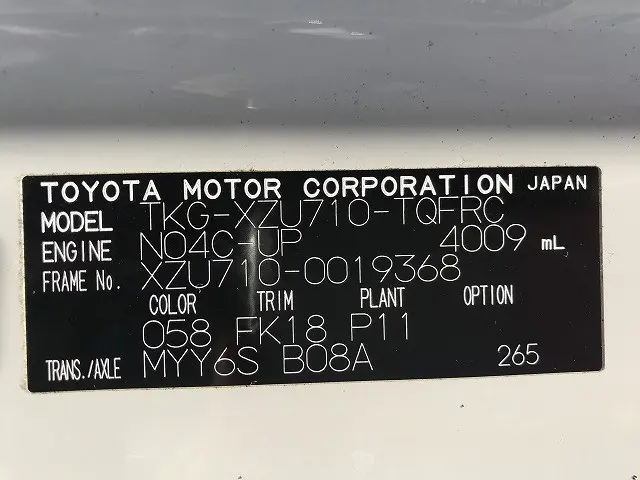 TOYOTA MOTOR CORPORATION JAPAN
MODEL TKG-XZU710-TQFRC
ENGINE N04C-UP 4009 mL
FRAME No. XZU710-0019368
COLOR TRIM PLANT OPTION
058 FK18 P11
TRANS./AXLE MYY6S B08A 265